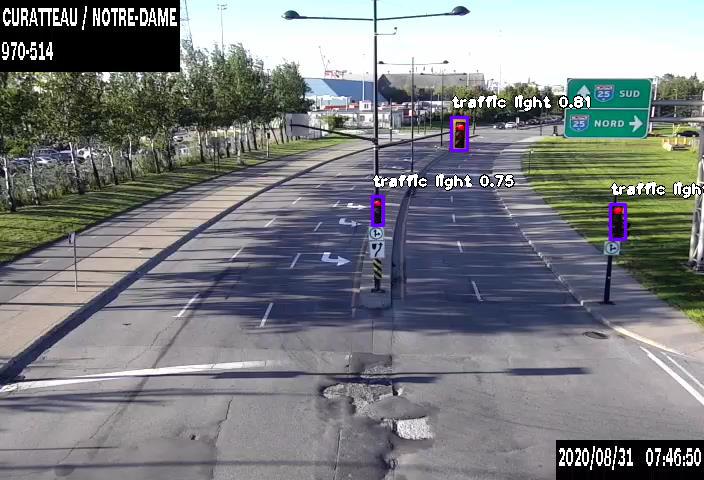 CURATTEAU / NOTRE-DAME
970-514
traffic light 0.81
25 SUD
25 NORD
traffic light 0.75
traffic ligh
2020/08/31 07:46:50